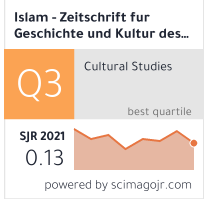 Islam - Zeitschrift fur
Geschichte und Kultur des...
Q3
Cultural Studies
best quartile
SJR 2021
0.13
powered by scimagojr.com